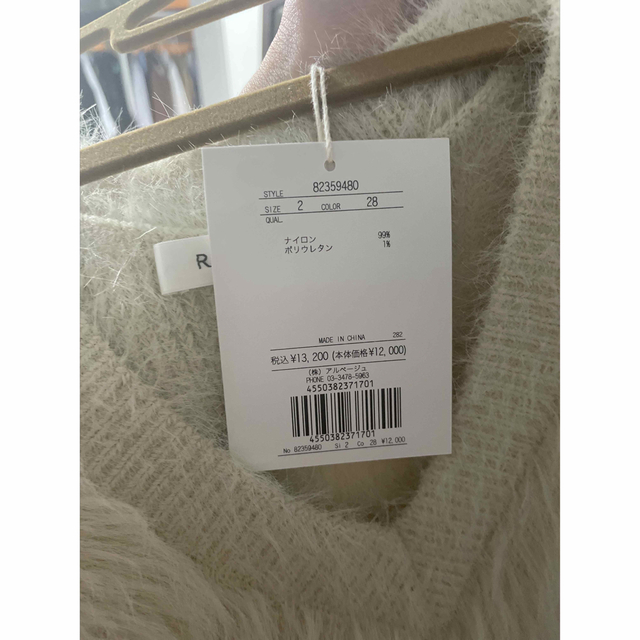 STYLE 82359480
SIZE 2 COLOR 28
QUAL.
ナイロン 99%
ポリウレタン 1%
R
MADE IN CHINA 282
税込 ¥13,200 (本体価格¥12,000)
(株) アルページュ
PHONE 03-3478-5963
4550382371701
4550382371701
No 82359480 Si 2 Co 28 ¥12,000